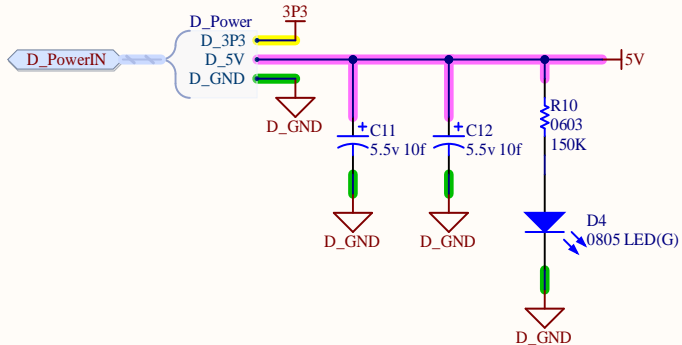 3P3
D_Power
D_3P3
D_PowerIN
D_5V
5V
D_GND
D_GND
R10
0603
150K
C11
5.5v 10f
C12
5.5v 10f
D4
0805 LED(G)
D_GND
D_GND
D_GND